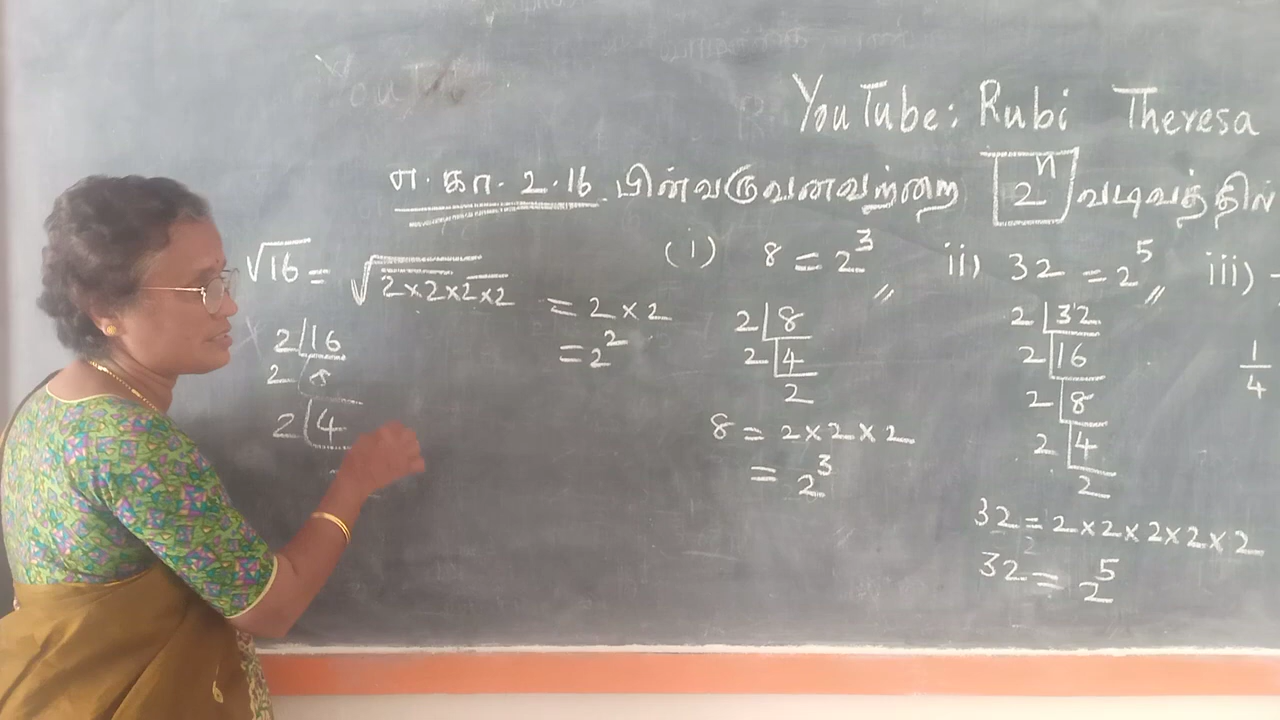 YouTube: Rubi Theresa
எ.கா. 2.16 பின்வருவனவற்றை 2ⁿ வடிவத்தில்
√16 = √2×2×2×2
= 2×2
= 2²
2|16
2|8
2|4
(i) 8 = 2³
2|8
2|4
2
8 = 2×2×2
= 2³
ii) 32 = 2⁵
2|32
2|16
2|8
2|4
2
32 = 2×2×2×2×2
32 = 2⁵
iii)
1/4